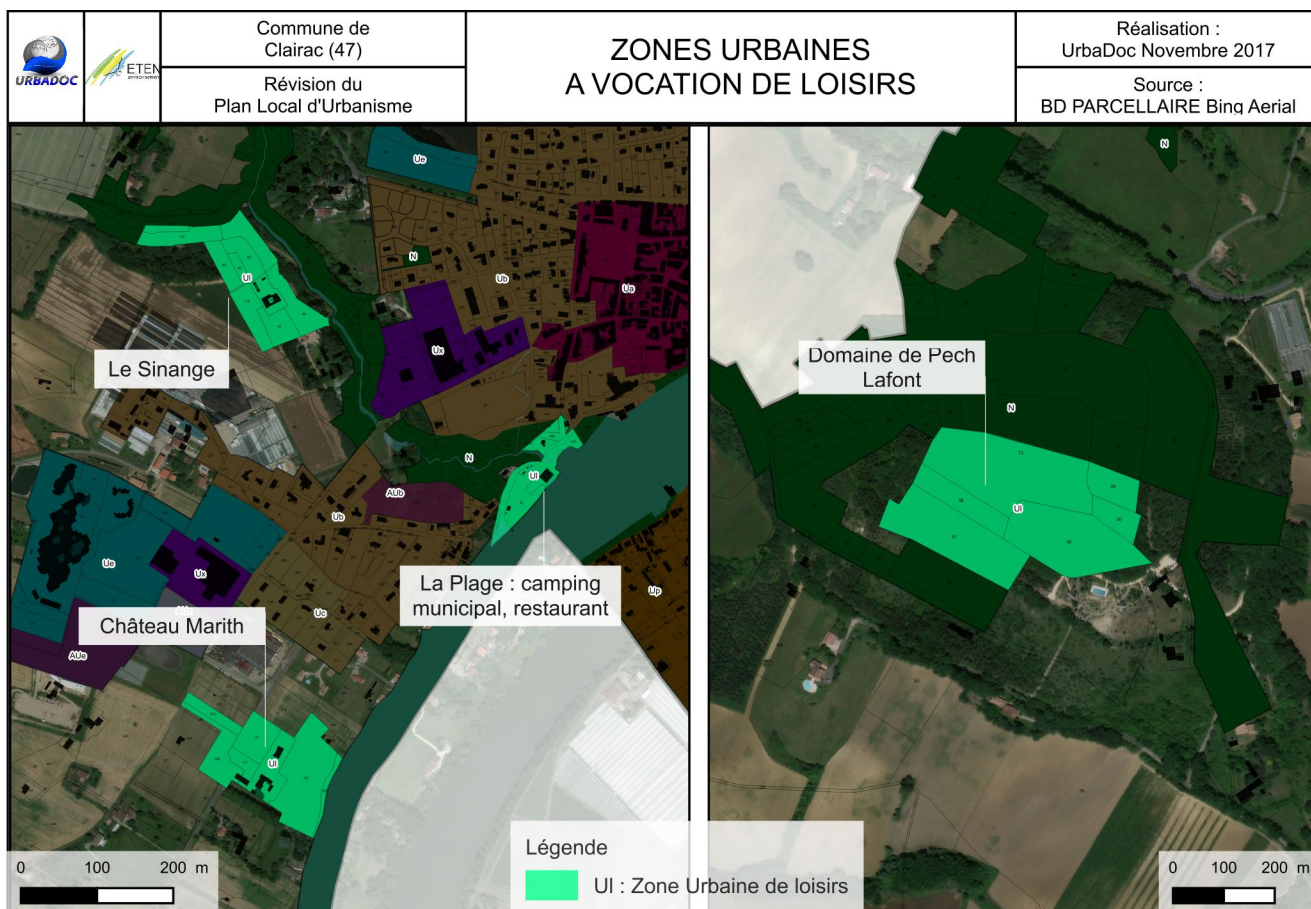 URBADOC
ETEN
environnement
Commune de
Clairac (47)
Révision du
Plan Local d'Urbanisme
ZONES URBAINES
A VOCATION DE LOISIRS
Réalisation :
UrbaDoc Novembre 2017
Source :
BD PARCELLAIRE Bing Aerial
Ue
N
Ul
N
Ub
Ua
Ux
Le Sinange
N
Ul
AUb
Ub
Ue
Ux
Uc
Up
La Plage : camping
municipal, restaurant
Château Marith
AUe
Ul
0 100 200 m
N
Domaine de Pech
Lafont
N
Ul
Légende
Ul : Zone Urbaine de loisirs
0 100 200 m